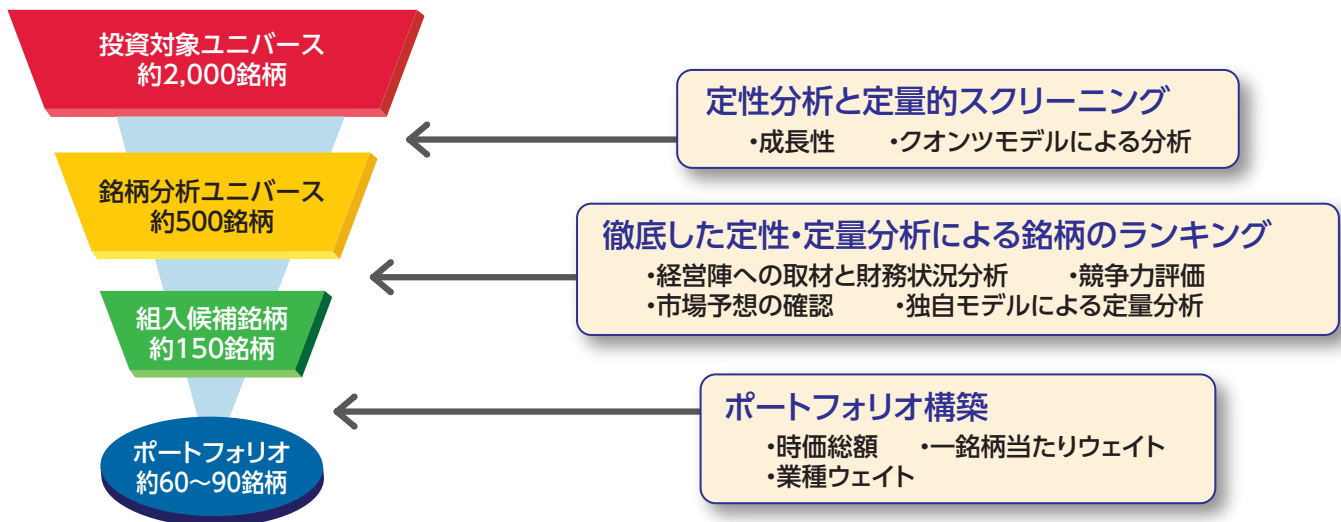 投資対象ユニバース
約2,000銘柄
定性分析と定量的スクリーニング
・成長性 ・クオンツモデルによる分析
銘柄分析ユニバース
約500銘柄
徹底した定性・定量分析による銘柄のランキング
・経営陣への取材と財務状況分析 ・競争力評価
・市場予想の確認 ・独自モデルによる定量分析
組入候補銘柄
約150銘柄
ポートフォリオ構築
・時価総額 ・一銘柄当たりウェイト
・業種ウェイト
ポートフォリオ
約60～90銘柄